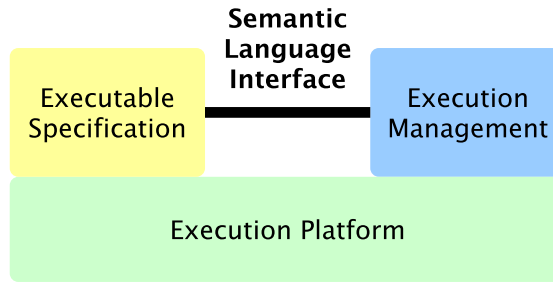 Semantic
Language
Interface
Executable
Specification
Execution
Management
Execution Platform